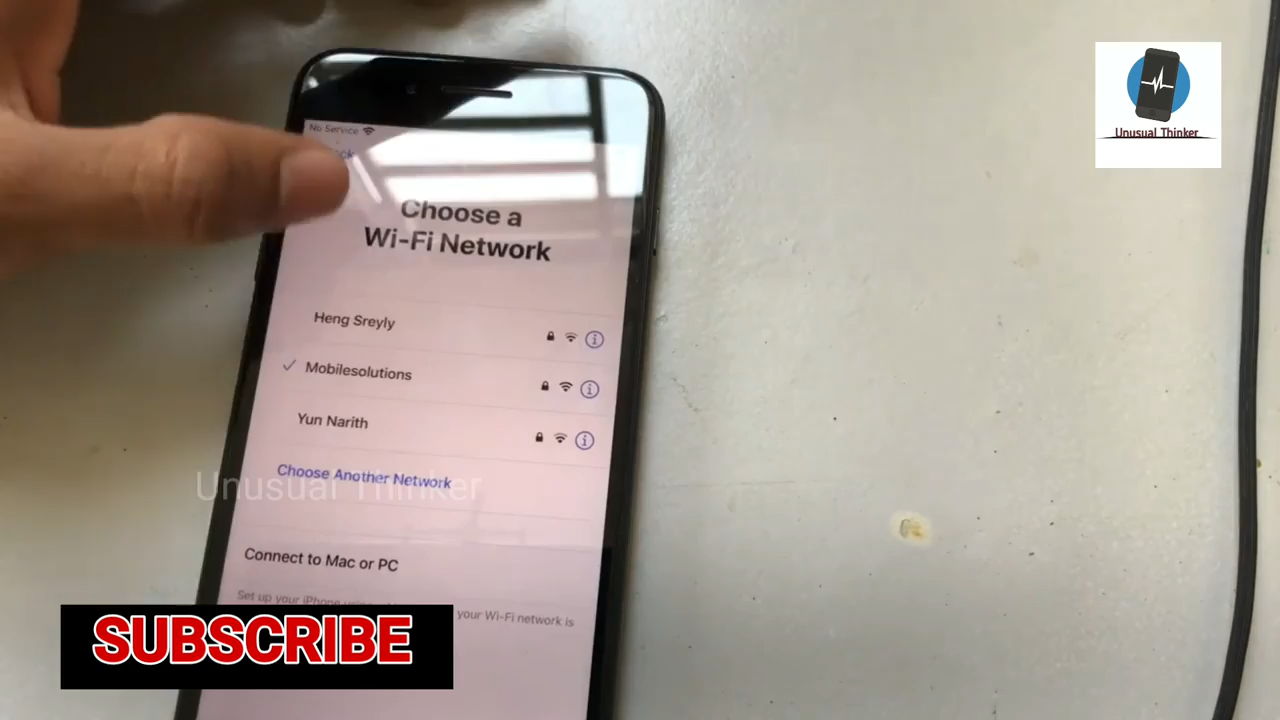 Unusual Thinker
No Service
Choose a
Wi-Fi Network
Heng Sreyly
Mobilesolutions
Yun Narith
Choose Another Network
Unusual Thinker
Connect to Mac or PC
Set up your iPhone
your Wi-Fi network is
SUBSCRIBE